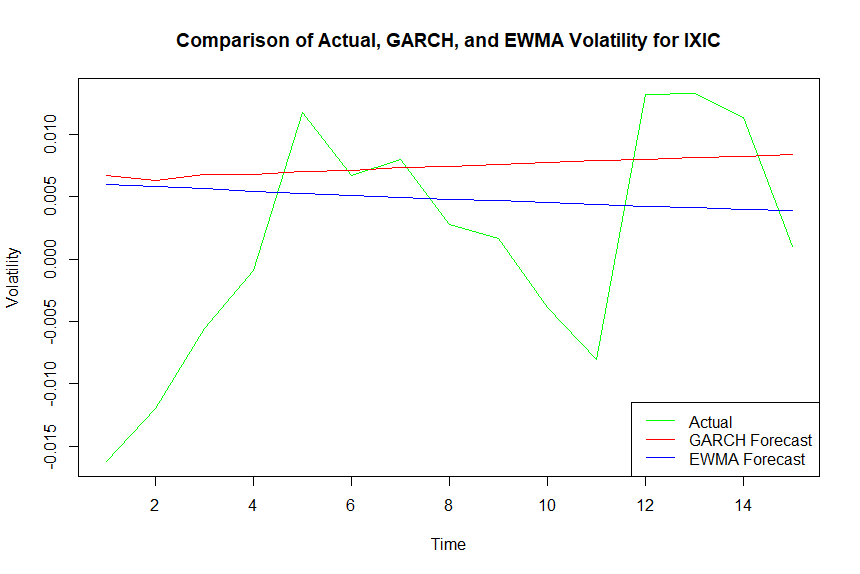 Comparison of Actual, GARCH, and EWMA Volatility for IXIC
Volatility
0.010
0.005
0.000
-0.005
-0.010
-0.015
2
4
6
8
10
12
14
Time
Actual
GARCH Forecast
EWMA Forecast